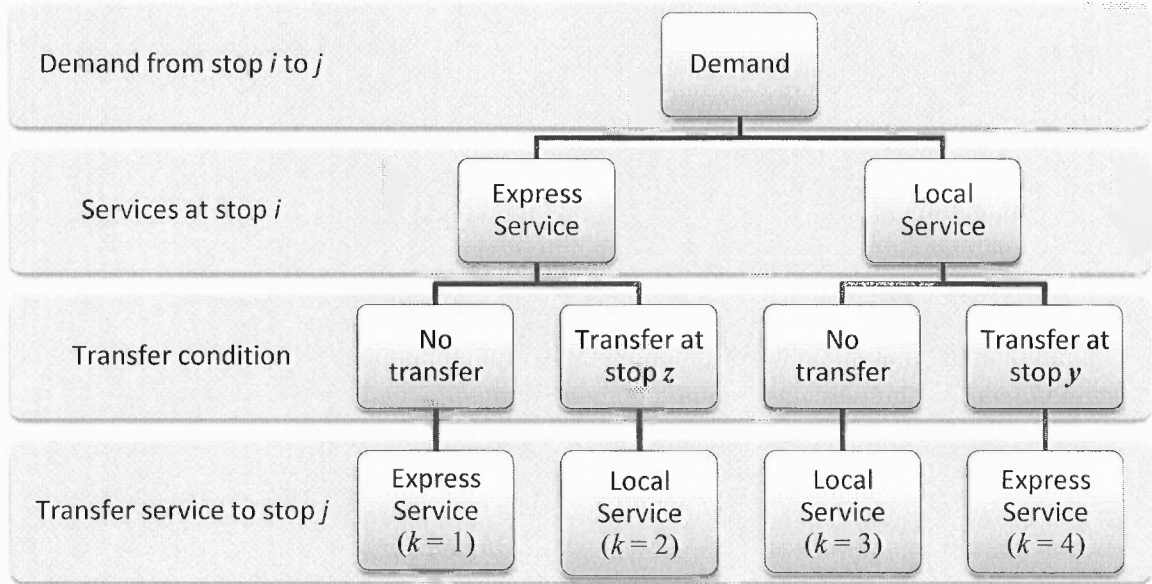 Demand from stop i to j
Demand
Services at stop i
Express
Service
Local
Service
Transfer condition
No
transfer
Transfer at
stop z
No
transfer
Transfer at
stop y
Transfer service to stop j
Express
Service
(k = 1)
Local
Service
(k = 2)
Local
Service
(k = 3)
Express
Service
(k = 4)